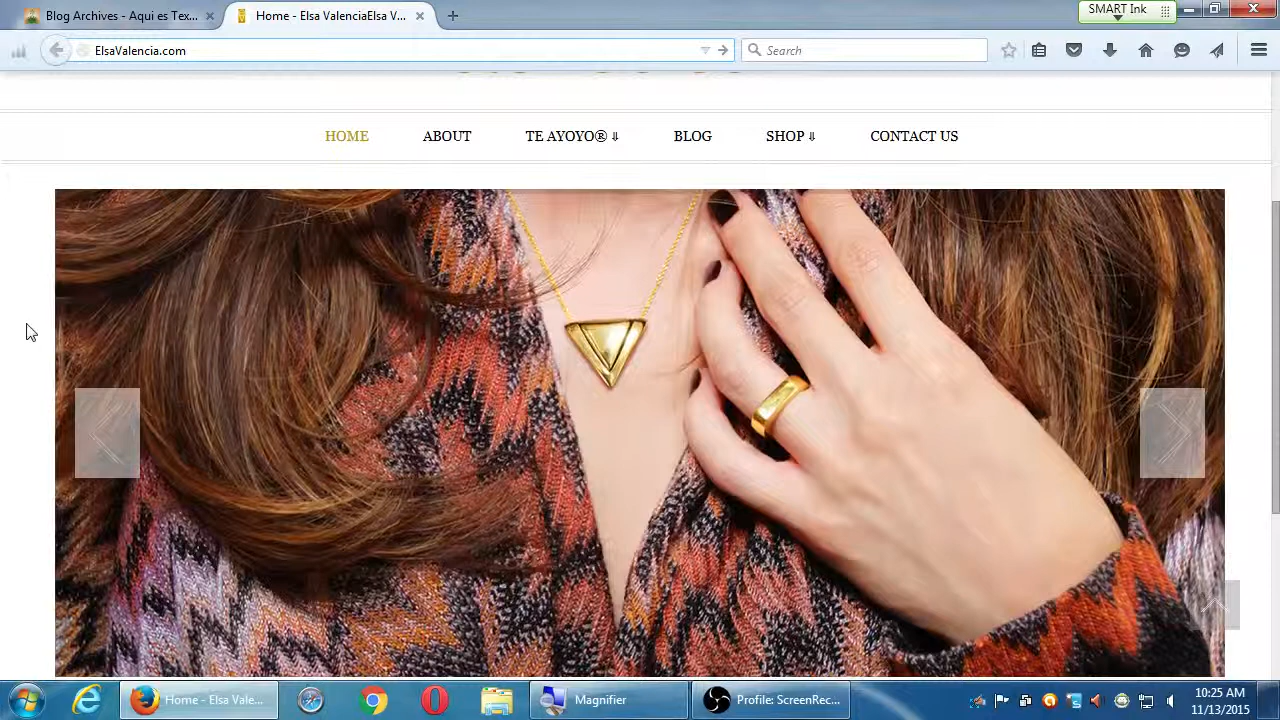 Blog Archives - Aqui es Tex...
Home - Elsa ValenciaElsa V...
SMART Ink
ElsaValencia.com
Search
HOME
ABOUT
TE AYOYO® ⇓
BLOG
SHOP ⇓
CONTACT US
Home - Elsa Vale...
Magnifier
Profile: ScreenRec...
10:25 AM
11/13/2015